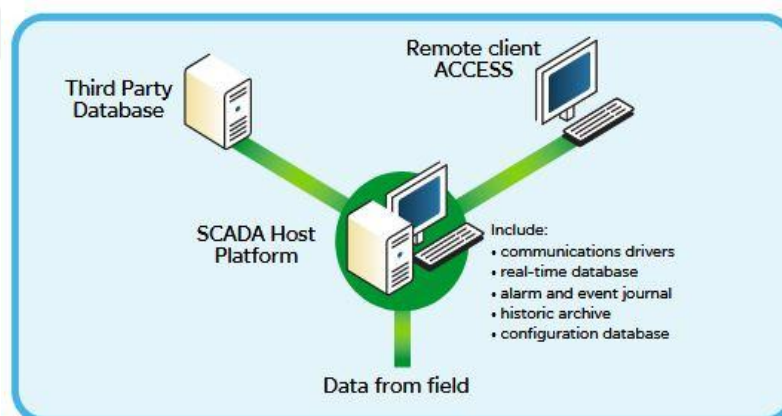 Remote client
ACCESS
Third Party
Database
SCADA Host
Platform
Include:
• communications drivers
• real-time database
• alarm and event journal
• historic archive
• configuration database
Data from field